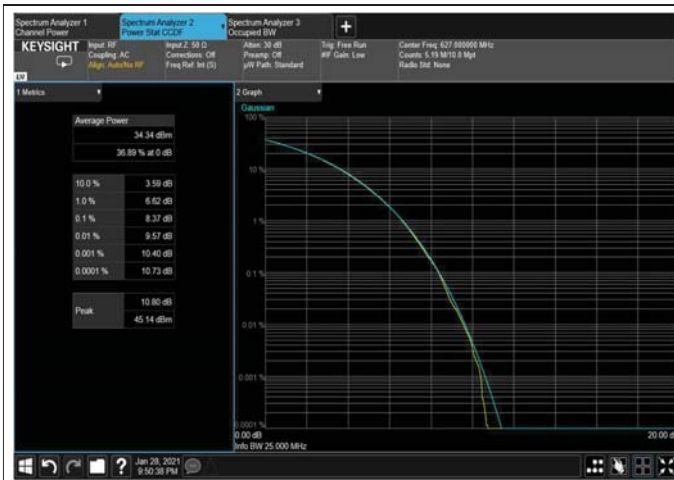 Spectrum Analyzer 1
Channel Power
Spectrum Analyzer 2
Power Stat CCDF
Spectrum Analyzer 3
Occupied BW
+
KEYSIGHT
Input: RF
Coupling: AC
Align: Auto/No RF
Input Z: 50 Ω
Corrections: Off
Freq Ref: Int (S)
Atten: 30 dB
Preamp: Off
µW Path: Standard
Trig: Free Run
#IF Gain: Low
Center Freq: 627.000000 MHz
Counts: 5.19 M/10.0 Mpt
Radio Std: None
LV
1 Metrics
Average Power
34.34 dBm
36.89 % at 0 dB
10.0 % 3.59 dB
1.0 % 6.62 dB
0.1 % 8.37 dB
0.01 % 9.57 dB
0.001 % 10.40 dB
0.0001 % 10.73 dB
Peak
10.80 dB
45.14 dBm
2 Graph
Gaussian
100 %
10 %
1 %
0.1 %
0.01 %
0.001 %
0.0001 %
0.00 dB
20.00 d
Info BW 25.000 MHz
?
Jan 29, 2021
9:50:38 PM